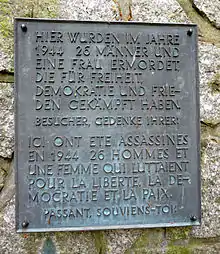 HIER WURDEN IM JAHRE
1944 26 MÄNNER UND
EINE FRAU ERMORDET,
DIE FÜR FREIHEIT
DEMOKRATIE UND FRIE-
DEN GEKÄMPFT HABEN.
BESUCHER, GEDENKE IHRER!
ICI ONT ETE ASSASSINES
EN 1944 26 HOMMES ET
UNE FEMME QUI LUTTAIENT
POUR LA LIBERTE, LA DE-
MOCRATIE ET LA PAIX.
PASSANT, SOUVIENS-TOI!